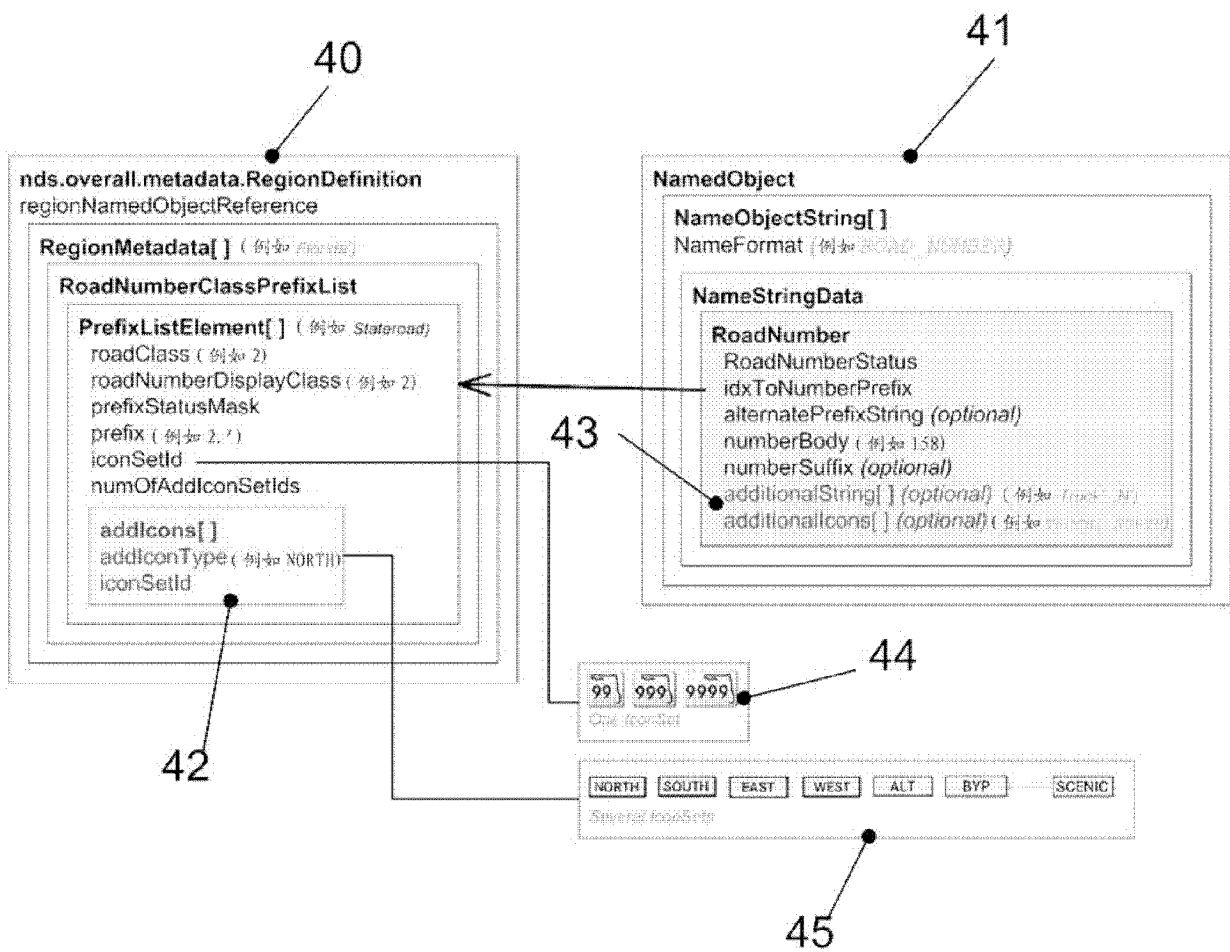 40
41
nds.overall.metadata.RegionDefinition
regionNamedObjectReference
RegionMetadata[ ] ( 例如 Florida)
RoadNumberClassPrefixList
PrefixListElement[ ] ( 例如 Stateroad)
roadClass ( 例如 2)
roadNumberDisplayClass ( 例如 2)
prefixStatusMask
prefix ( 例如
iconSetId
numOfAddIconSetIds
addIcons[ ]
addIconType ( 例如 NORTH)
iconSetId
42
NamedObject
NameObjectString[ ]
NameFormat (例如 ROAD_NUMBER)
NameStringData
RoadNumber
RoadNumberStatus
idxToNumberPrefix
alternatePrefixString (optional)
43
numberBody ( 例如 158)
numberSuffix (optional)
additionalString[ ] (optional) ( 例如
additionalIcons[ ] (optional) ( 例如
44
99 999 9999
One IconSet
NORTH SOUTH EAST WEST ALT BYP SCENIC
Several IconSets
45